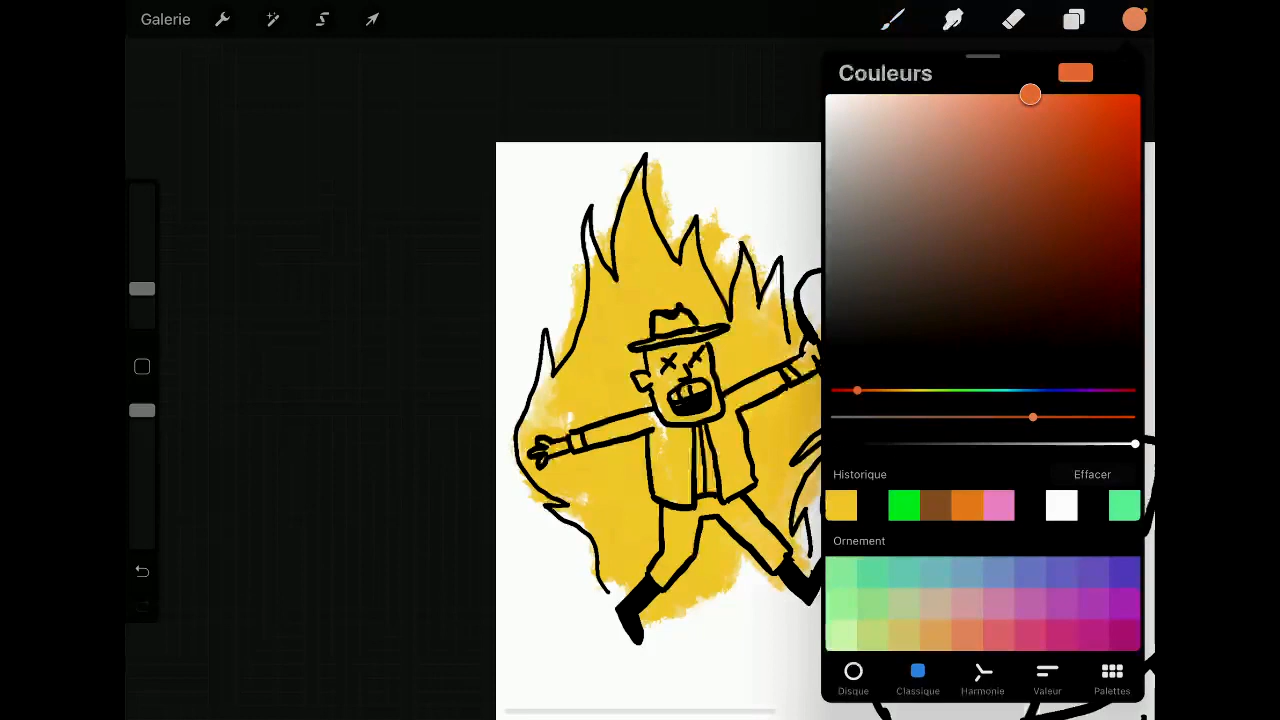 Galerie
Couleurs
Historique
Effacer
Ornement
Disque
Classique
Harmonie
Valeur
Palettes